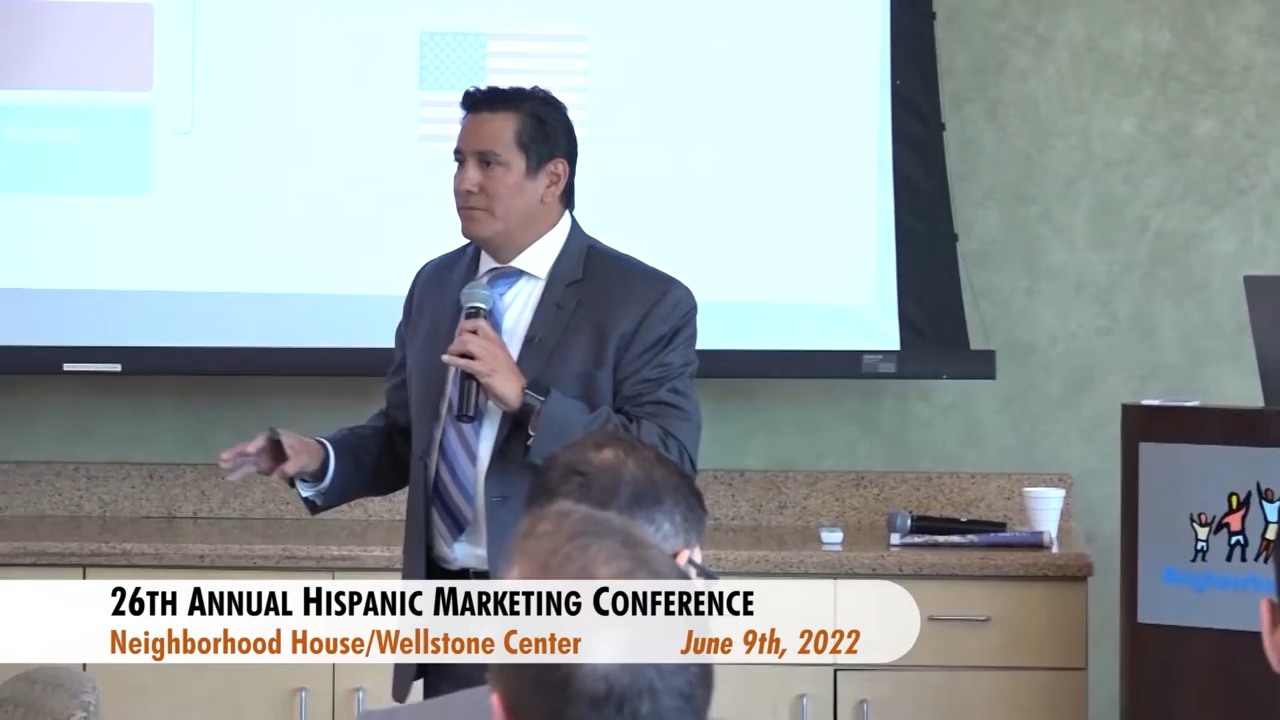 26TH ANNUAL HISPANIC MARKETING CONFERENCE
Neighborhood House/Wellstone Center
June 9th, 2022